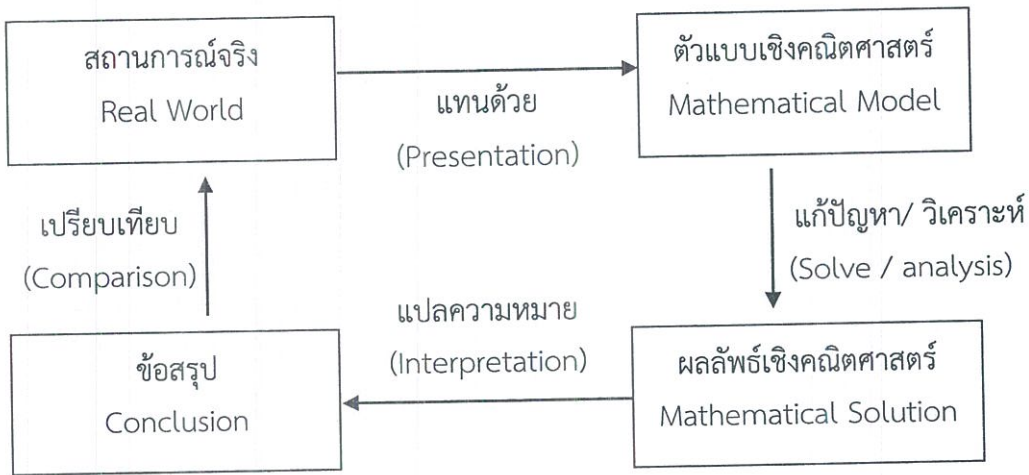 สถานการณ์จริง
Real World
แทนด้วย
(Presentation)
ตัวแบบเชิงคณิตศาสตร์
Mathematical Model
แก้ปัญหา/ วิเคราะห์
(Solve / analysis)
ผลลัพธ์เชิงคณิตศาสตร์
Mathematical Solution
แปลความหมาย
(Interpretation)
ข้อสรุป
Conclusion
เปรียบเทียบ
(Comparison)